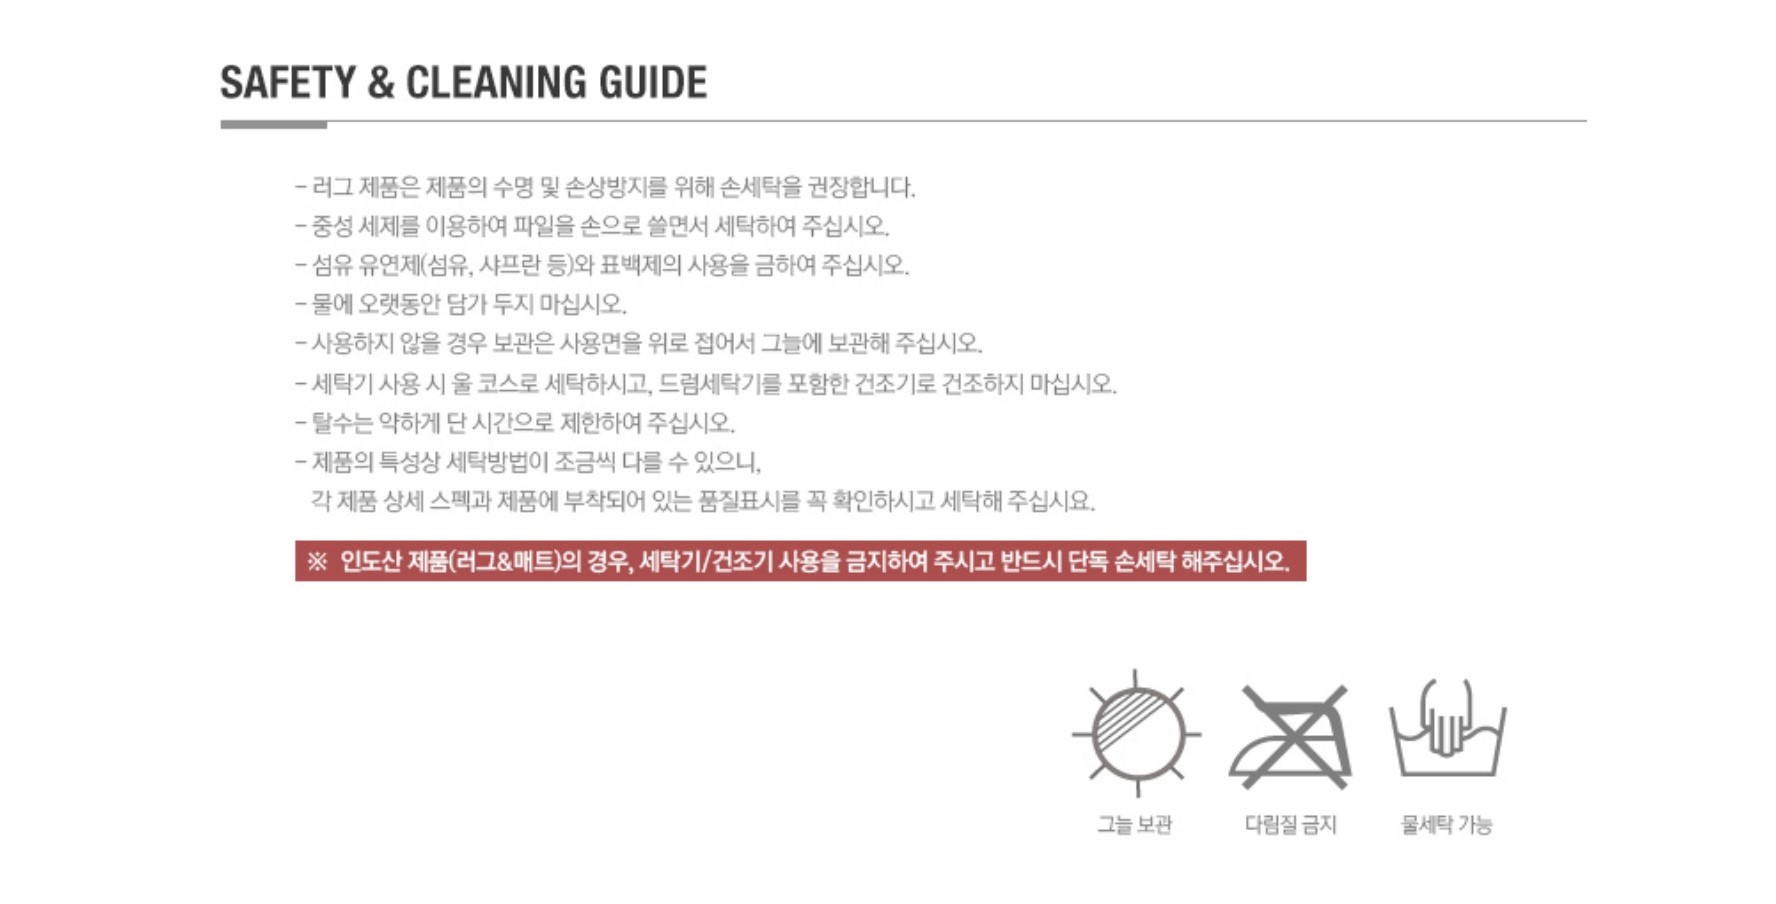 SAFETY & CLEANING GUIDE
– 러그 제품은 제품의 수명 및 손상방지를 위해 손세탁을 권장합니다.
– 중성 세제를 이용하여 파일을 손으로 쓸면서 세탁하여 주십시오.
– 섬유 유연제(섬유, 샤프란 등)와 표백제의 사용을 금하여 주십시오.
– 물에 오랫동안 담가 두지 마십시오.
– 사용하지 않을 경우 보관은 사용면을 위로 접어서 그늘에 보관해 주십시오.
– 세탁기 사용 시 울 코스로 세탁하시고, 드럼세탁기를 포함한 건조기로 건조하지 마십시오.
– 탈수는 약하게 단 시간으로 제한하여 주십시오.
– 제품의 특성상 세탁방법이 조금씩 다를 수 있으니,
각 제품 상세 스펙과 제품에 부착되어 있는 품질표시를 꼭 확인하시고 세탁해 주십시요.
※ 인도산 제품(러그&매트)의 경우, 세탁기/건조기 사용을 금지하여 주시고 반드시 단독 손세탁 해주십시오.
그늘 보관
다림질 금지
물세탁 가능